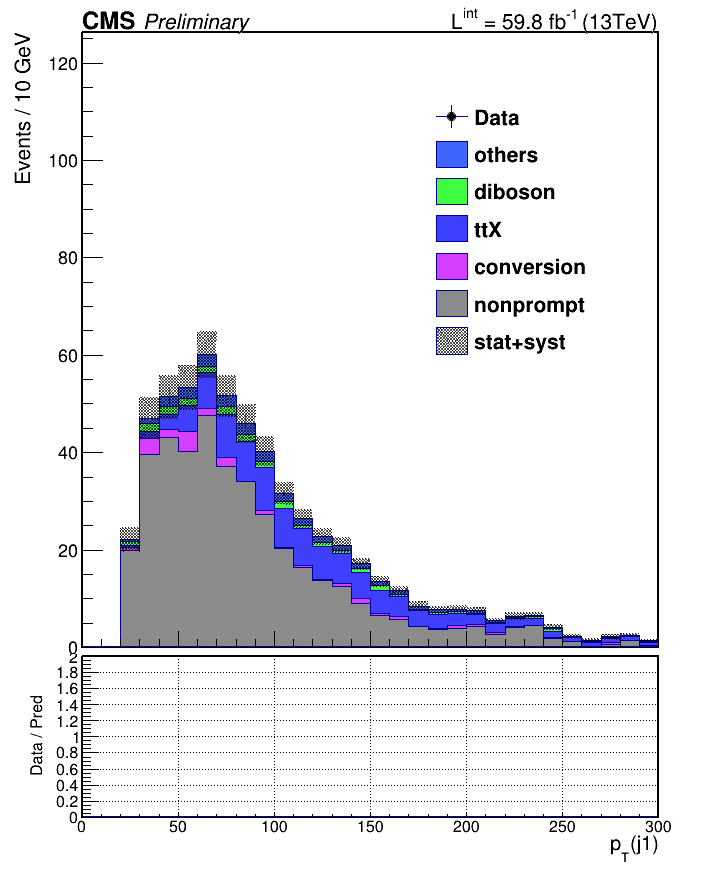 CMS Preliminary L^int = 59.8 fb^-1 (13TeV)
Events / 10 GeV
120
100
80
60
40
20
0
Data
others
diboson
ttX
conversion
nonprompt
stat+syst
Data / Pred
2
1.8
1.6
1.4
1.2
1
0.8
0.6
0.4
0.2
0
0 50 100 150 200 250 300
p_T(j1)